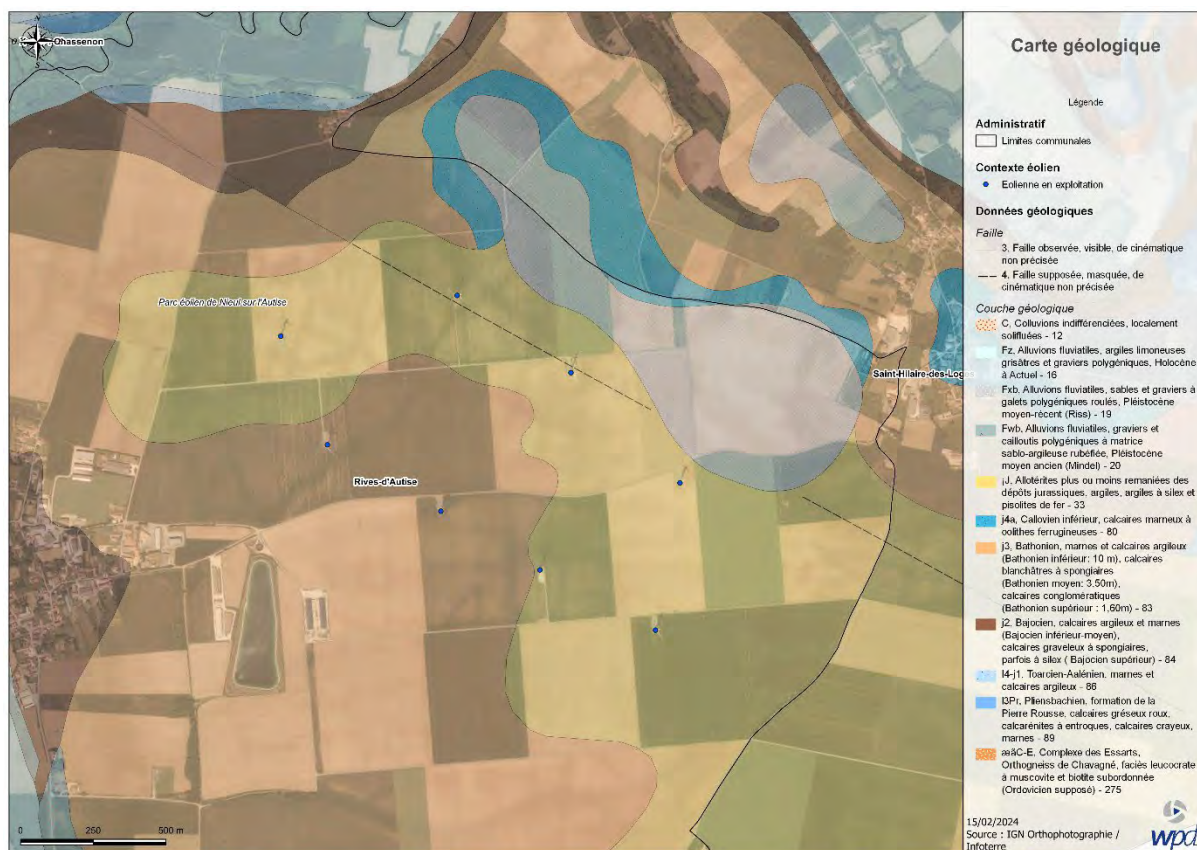 Chassenon
S
Parc éolien de Nieul sur l'Autise
Saint-Hilaire-des-Loges
Rives-d'Autise
0 250 500 m
Carte géologique
Légende
Administratif
Limites communales
Contexte éolien
Eolienne en exploitation
Données géologiques
Faille
3, Faille observée, visible, de cinématique
non précisée
4, Faille supposée, masquée, de
cinématique non précisée
Couche géologique
C, Colluvions indifférenciées, localement
solifluées - 12
Fz, Alluvions fluviatiles, argiles limoneuses
grisâtres et graviers polygéniques, Holocène
à Actuel - 16
Fxb, Alluvions fluviatiles, sables et graviers à
galets polygéniques roulés, Pléistocène
moyen-récent (Riss) - 19
Fwb, Alluvions fluviatiles, graviers et
cailloutis polygéniques à matrice
sablo-argileuse rubéfiée, Pléistocène
moyen ancien (Mindel) - 20
¡J, Allotérites plus ou moins remaniées des
dépôts jurassiques, argiles, argiles à silex et
pisolites de fer - 33
j4a, Callovien inférieur, calcaires marneux à
oolithes ferrugineuses - 80
j3, Bathonien, marnes et calcaires argileux
(Bathonien inférieur: 10 m), calcaires
blanchâtres à spongiaires
(Bathonien moyen: 3,50m),
calcaires conglomératiques
(Bathonien supérieur : 1,60m) - 83
j2, Bajocien, calcaires argileux et marnes
(Bajocien inférieur-moyen),
calcaires graveleux à spongiaires,
parfois à silex ( Bajocien supérieur) - 84
l4-j1, Toarcien-Aalénien, marnes et
calcaires argileux - 86
l3Pr, Pliensbachien, formation de la
Pierre Rousse, calcaires gréseux roux,
calcarénites à entroques, calcaires crayeux,
marnes - 89
æäC-E, Complexe des Essarts,
Orthogneiss de Chavagné, faciès leucocrate
à muscovite et biotite subordonnée
(Ordovicien supposé) - 275
15/02/2024
Source : IGN Orthophotographie /
Infoterre
wpd